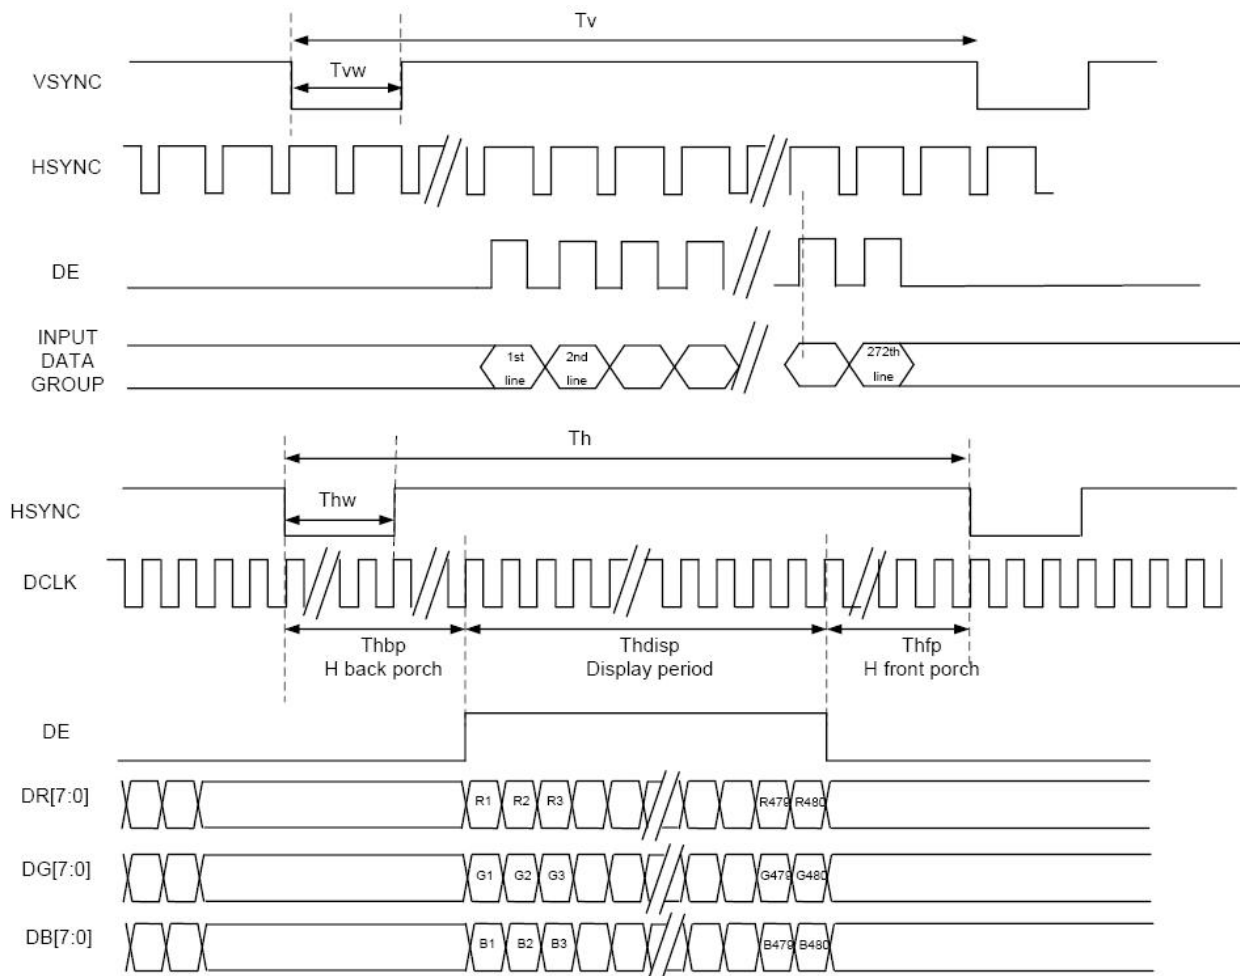 Tv
VSYNC
Tvw
HSYNC
DE
INPUT
DATA
GROUP
1st
line
2nd
line
272th
line
Th
HSYNC
Thw
DCLK
Thbp
H back porch
Thdisp
Display period
Thfp
H front porch
DE
DR[7:0]
R1 R2 R3 R479 R480
DG[7:0]
G1 G2 G3 G479 G480
DB[7:0]
B1 B2 B3 B479 B480